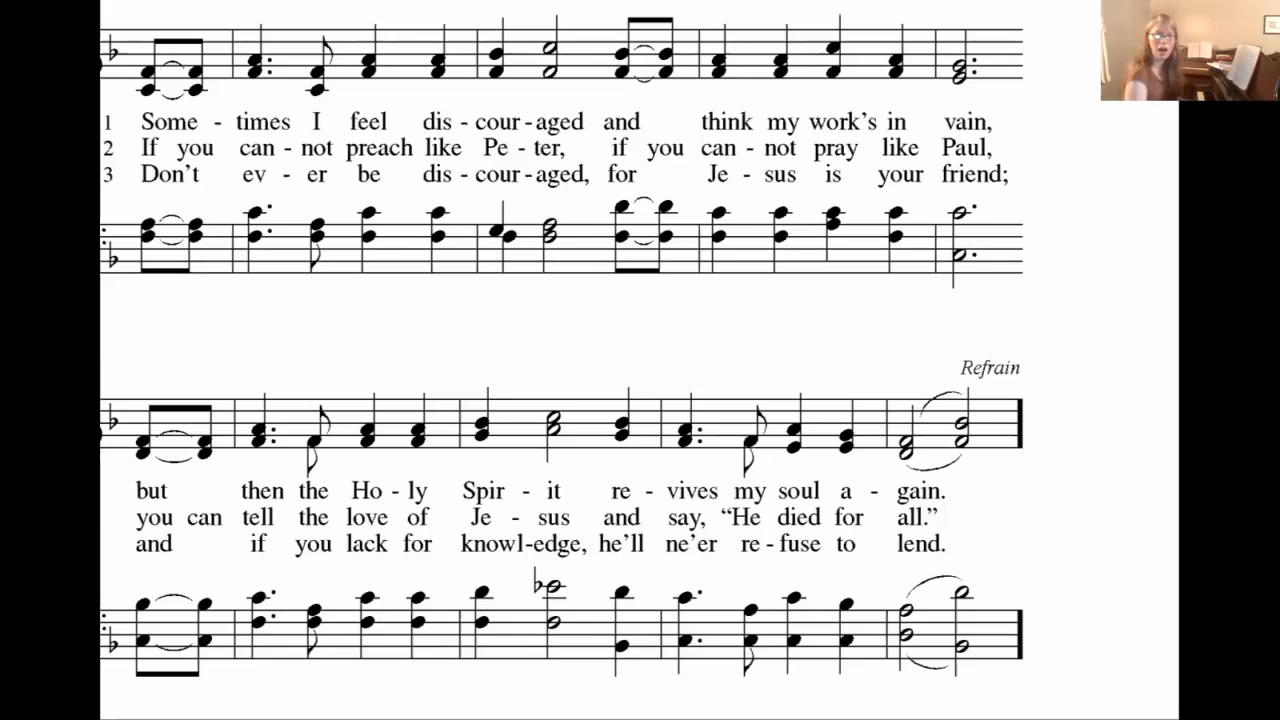 1 Some - times I feel dis - cour - aged and think my work's in vain,
2 If you can - not preach like Pe - ter, if you can - not pray like Paul,
3 Don't ev - er be dis - cour - aged, for Je - sus is your friend;
Refrain
but then the Ho - ly Spir - it re - vives my soul a - gain.
you can tell the love of Je - sus and say, “He died for all.”
and if you lack for knowl - edge, he'll ne'er re - fuse to lend.